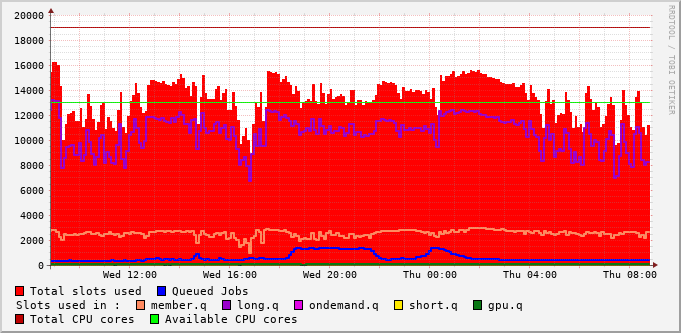 RRDTOOL / TOBI OETIKER
20000
18000
16000
14000
12000
10000
8000
6000
4000
2000
0
Wed 12:00 Wed 16:00 Wed 20:00 Thu 00:00 Thu 04:00 Thu 08:00
Total slots used Queued Jobs
Slots used in : member.q long.q ondemand.q short.q gpu.q
Total CPU cores Available CPU cores